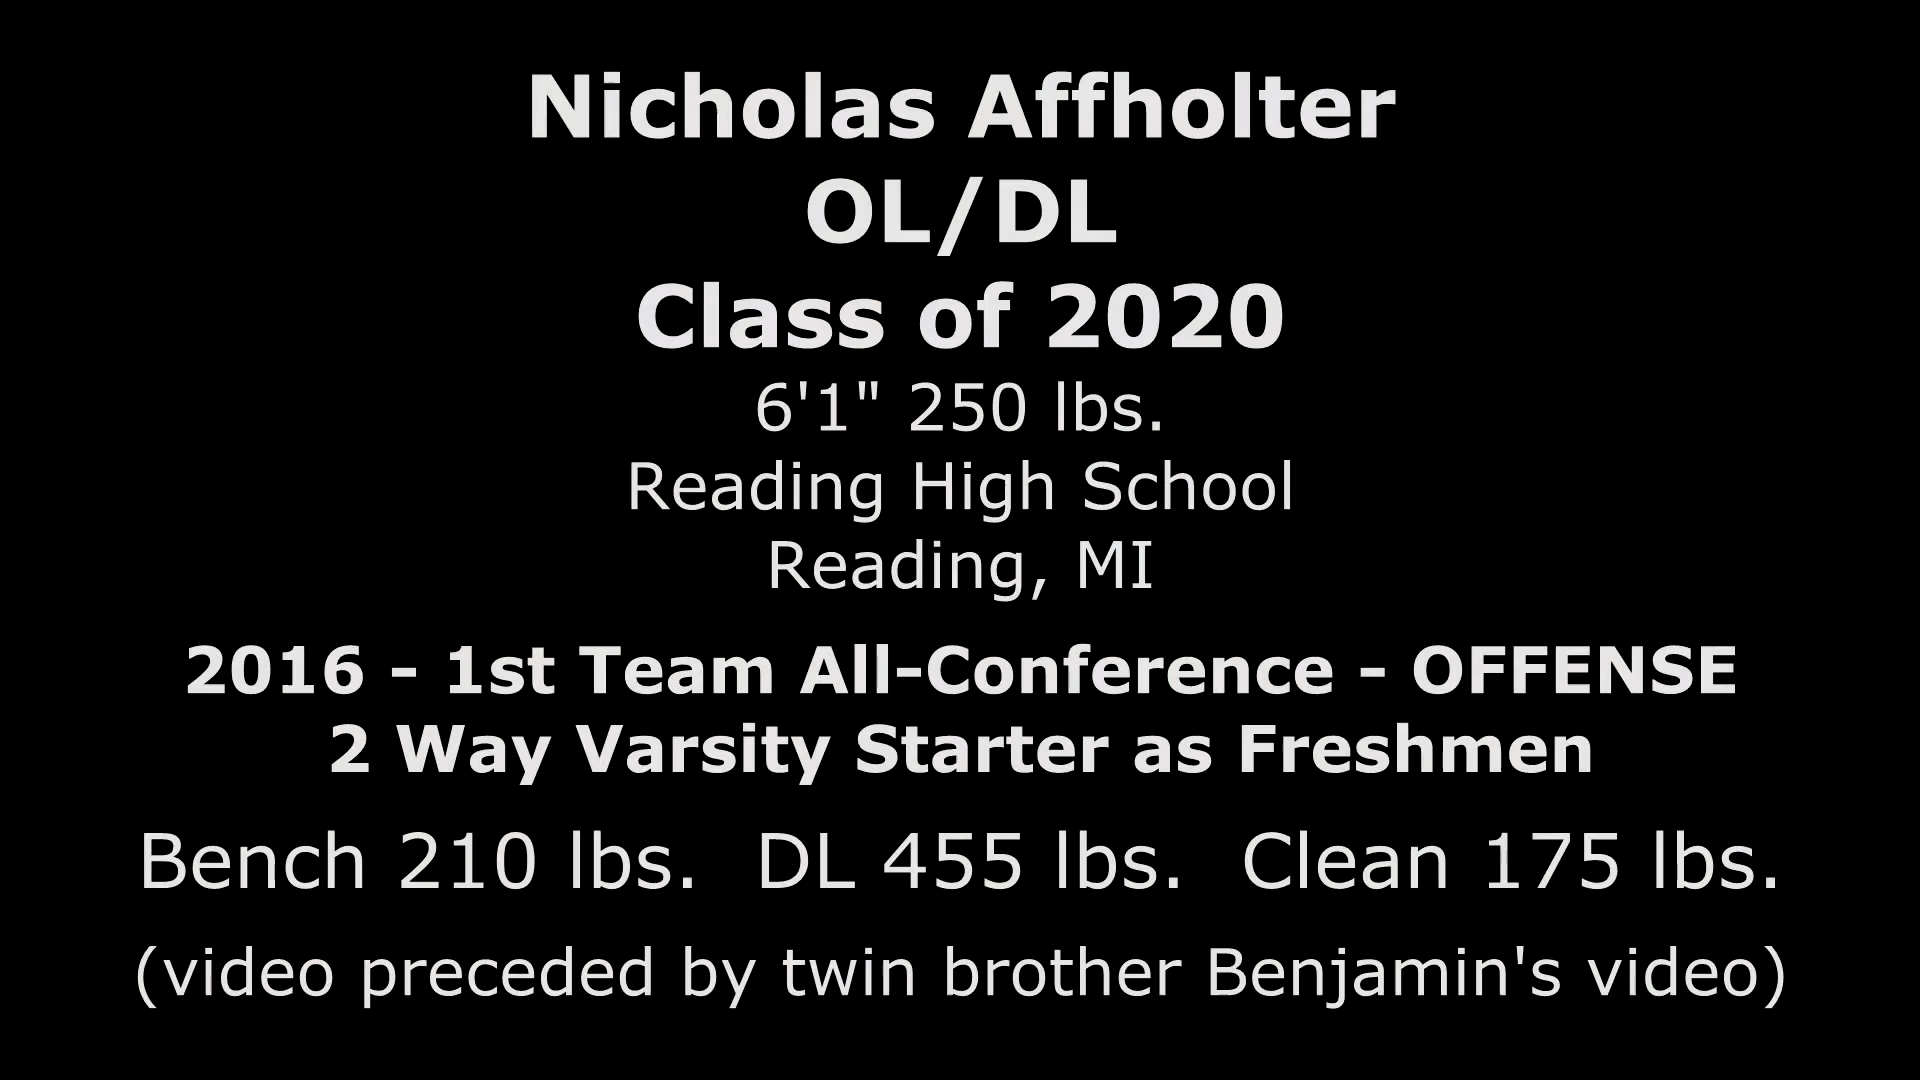 Nicholas Affholter
OL/DL
Class of 2020
6'1" 250 lbs.
Reading High School
Reading, MI
2016 - 1st Team All-Conference - OFFENSE
2 Way Varsity Starter as Freshmen
Bench 210 lbs.  DL 455 lbs.  Clean 175 lbs.
(video preceded by twin brother Benjamin's video)